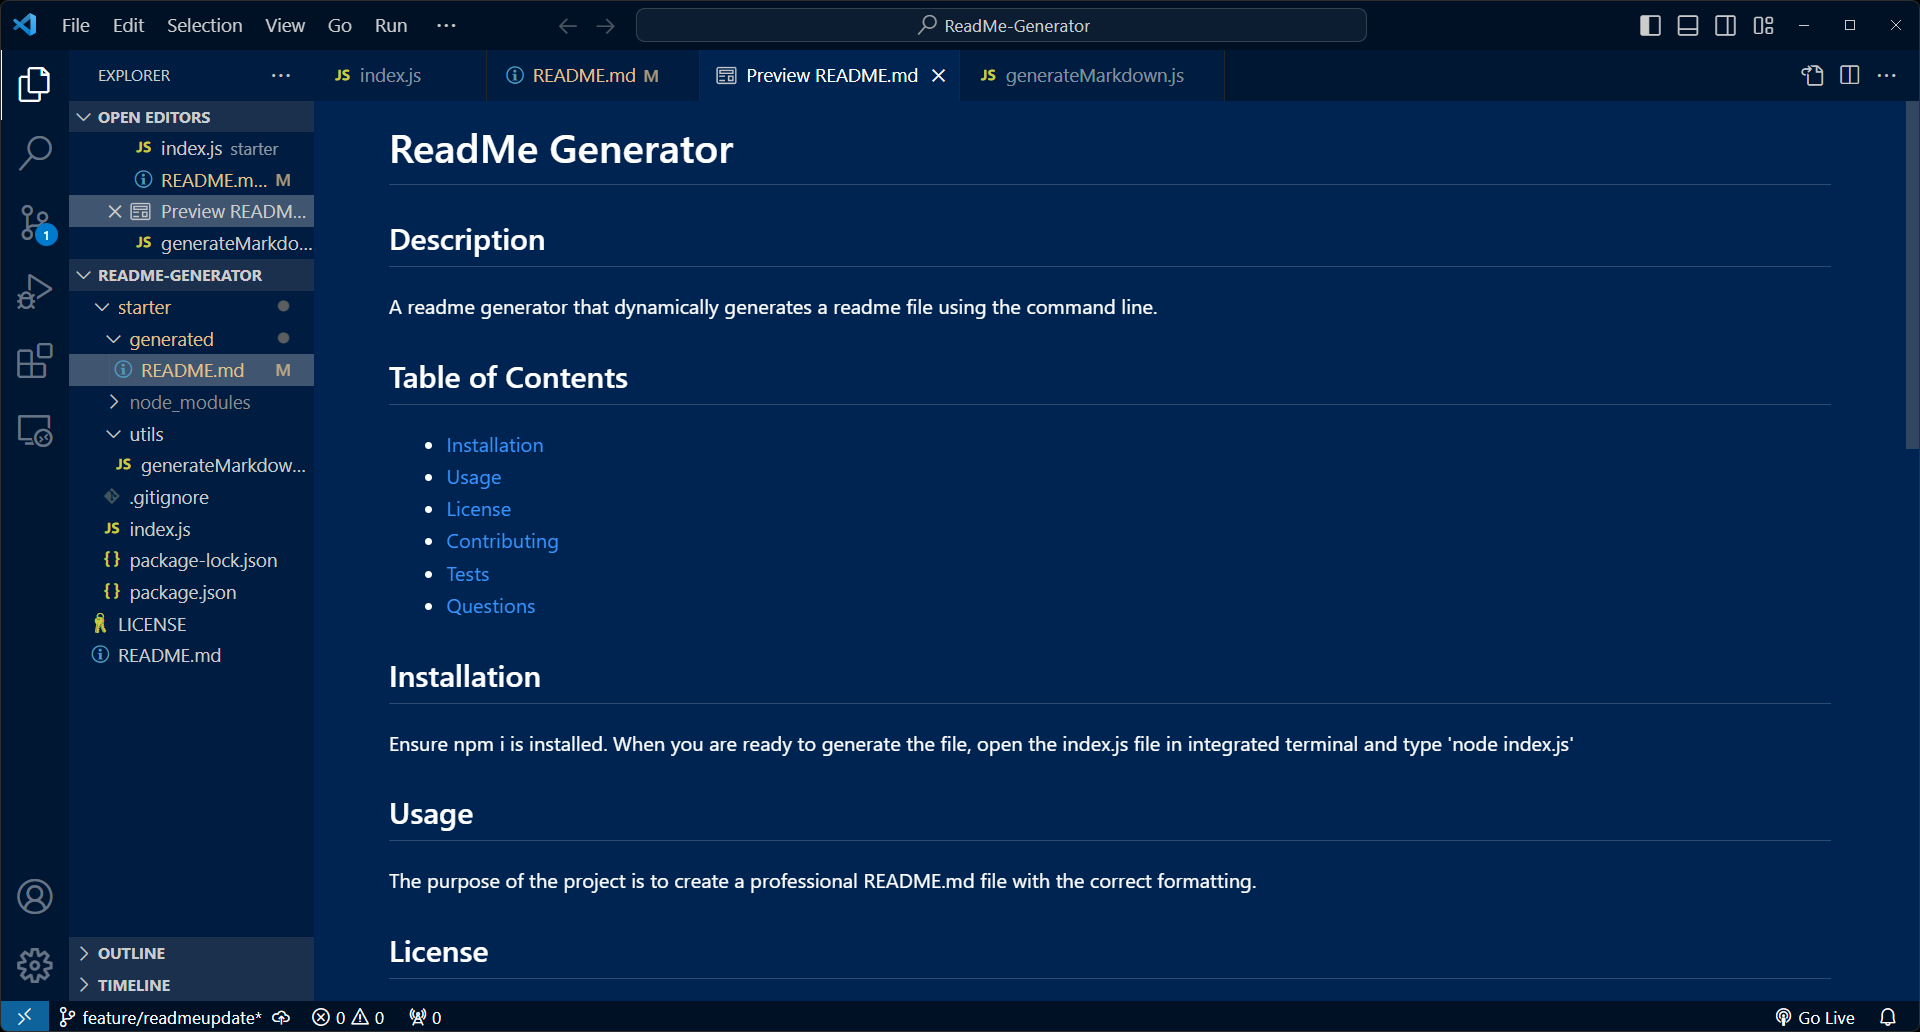 File Edit Selection View Go Run ···
ReadMe-Generator
EXPLORER ···
JS index.js
README.md M
Preview README.md
JS generateMarkdown.js
OPEN EDITORS
JS index.js starter
README.m... M
Preview READM...
JS generateMarkdo...
README-GENERATOR
starter
generated
README.md M
node_modules
utils
JS generateMarkdow...
.gitignore
JS index.js
{} package-lock.json
{} package.json
LICENSE
README.md
OUTLINE
TIMELINE
1
ReadMe Generator
Description
A readme generator that dynamically generates a readme file using the command line.
Table of Contents
• Installation
• Usage
• License
• Contributing
• Tests
• Questions
Installation
Ensure npm i is installed. When you are ready to generate the file, open the index.js file in integrated terminal and type 'node index.js'
Usage
The purpose of the project is to create a professional README.md file with the correct formatting.
License
feature/readmeupdate* 0 0 0 Go Live